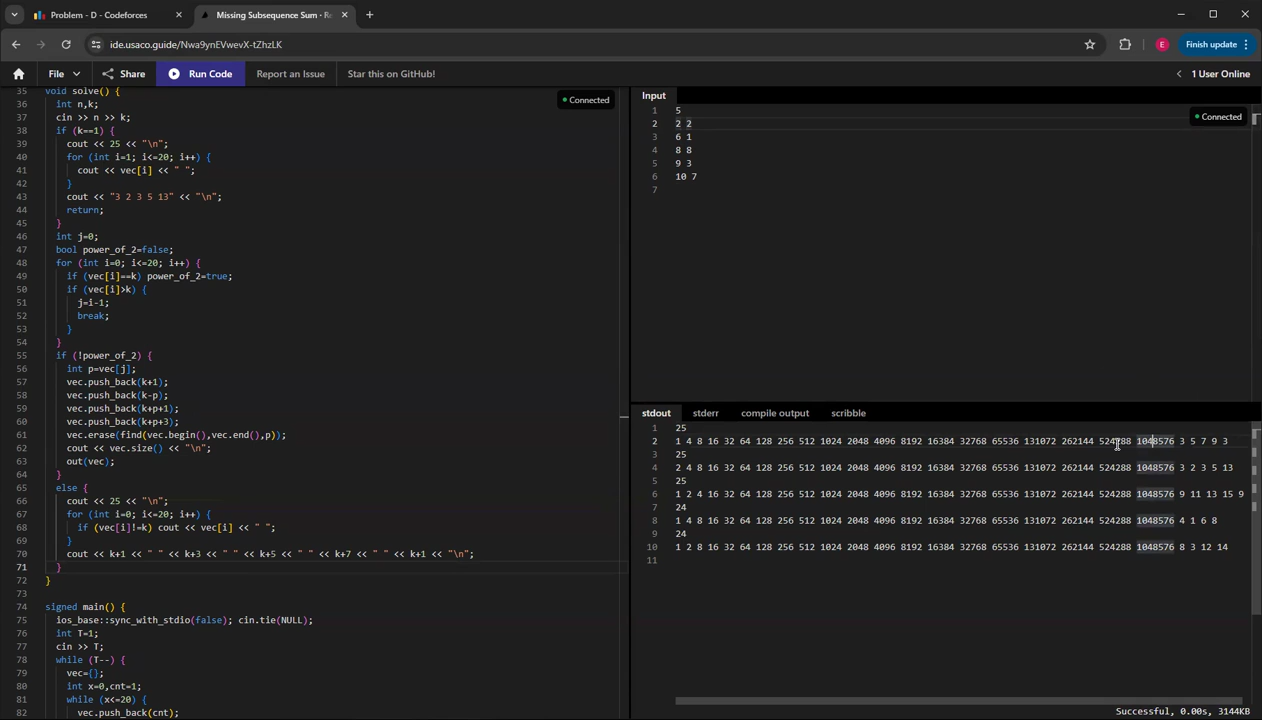 Problem - D - Codeforces
Missing Subsequence Sum - Re
ide.usaco.guide/Nwa9ynEVwevX-tZhzLK
E
Finish update
File
Share
Run Code
Report an Issue
Star this on GitHub!
1 User Online
Connected
35 void solve() {
36 int n,k;
37 cin >> n >> k;
38 if (k==1) {
39 cout << 25 << "\n";
40 for (int i=1; i<=20; i++) {
41 cout << vec[i] << " ";
42 }
43 cout << "3 2 3 5 13" << "\n";
44 return;
45 }
46 int j=0;
47 bool power_of_2=false;
48 for (int i=0; i<=20; i++) {
49 if (vec[i]==k) power_of_2=true;
50 if (vec[i]>k) {
51 j=i-1;
52 break;
53 }
54 }
55 if (!power_of_2) {
56 int p=vec[j];
57 vec.push_back(k+1);
58 vec.push_back(k-p);
59 vec.push_back(k+p+1);
60 vec.push_back(k+p+3);
61 vec.erase(find(vec.begin(),vec.end(),p));
62 cout << vec.size() << "\n";
63 out(vec);
64 }
65 else {
66 cout << 25 << "\n";
67 for (int i=0; i<=20; i++) {
68 if (vec[i]!=k) cout << vec[i] << " ";
69 }
70 cout << k+1 << " " << k+3 << " " << k+5 << " " << k+7 << " " << k+1 << "\n";
71 }
72 }
73
74 signed main() {
75 ios_base::sync_with_stdio(false); cin.tie(NULL);
76 int T=1;
77 cin >> T;
78 while (T--) {
79 vec={};
80 int x=0,cnt=1;
81 while (x<=20) {
82 vec.push_back(cnt);
Input
Connected
1 5
2 2 2
3 6 1
4 8 8
5 9 3
6 10 7
7
stdout
stderr
compile output
scribble
1 25
2 1 4 8 16 32 64 128 256 512 1024 2048 4096 8192 16384 32768 65536 131072 262144 524288 1048576 3 5 7 9 3
3 25
4 2 4 8 16 32 64 128 256 512 1024 2048 4096 8192 16384 32768 65536 131072 262144 524288 1048576 3 2 3 5 13
5 25
6 1 2 4 16 32 64 128 256 512 1024 2048 4096 8192 16384 32768 65536 131072 262144 524288 1048576 9 11 13 15 9
7 24
8 1 4 8 16 32 64 128 256 512 1024 2048 4096 8192 16384 32768 65536 131072 262144 524288 1048576 4 1 6 8
9 24
10 1 2 8 16 32 64 128 256 512 1024 2048 4096 8192 16384 32768 65536 131072 262144 524288 1048576 8 3 12 14
11
Successful, 0.00s, 3144KB